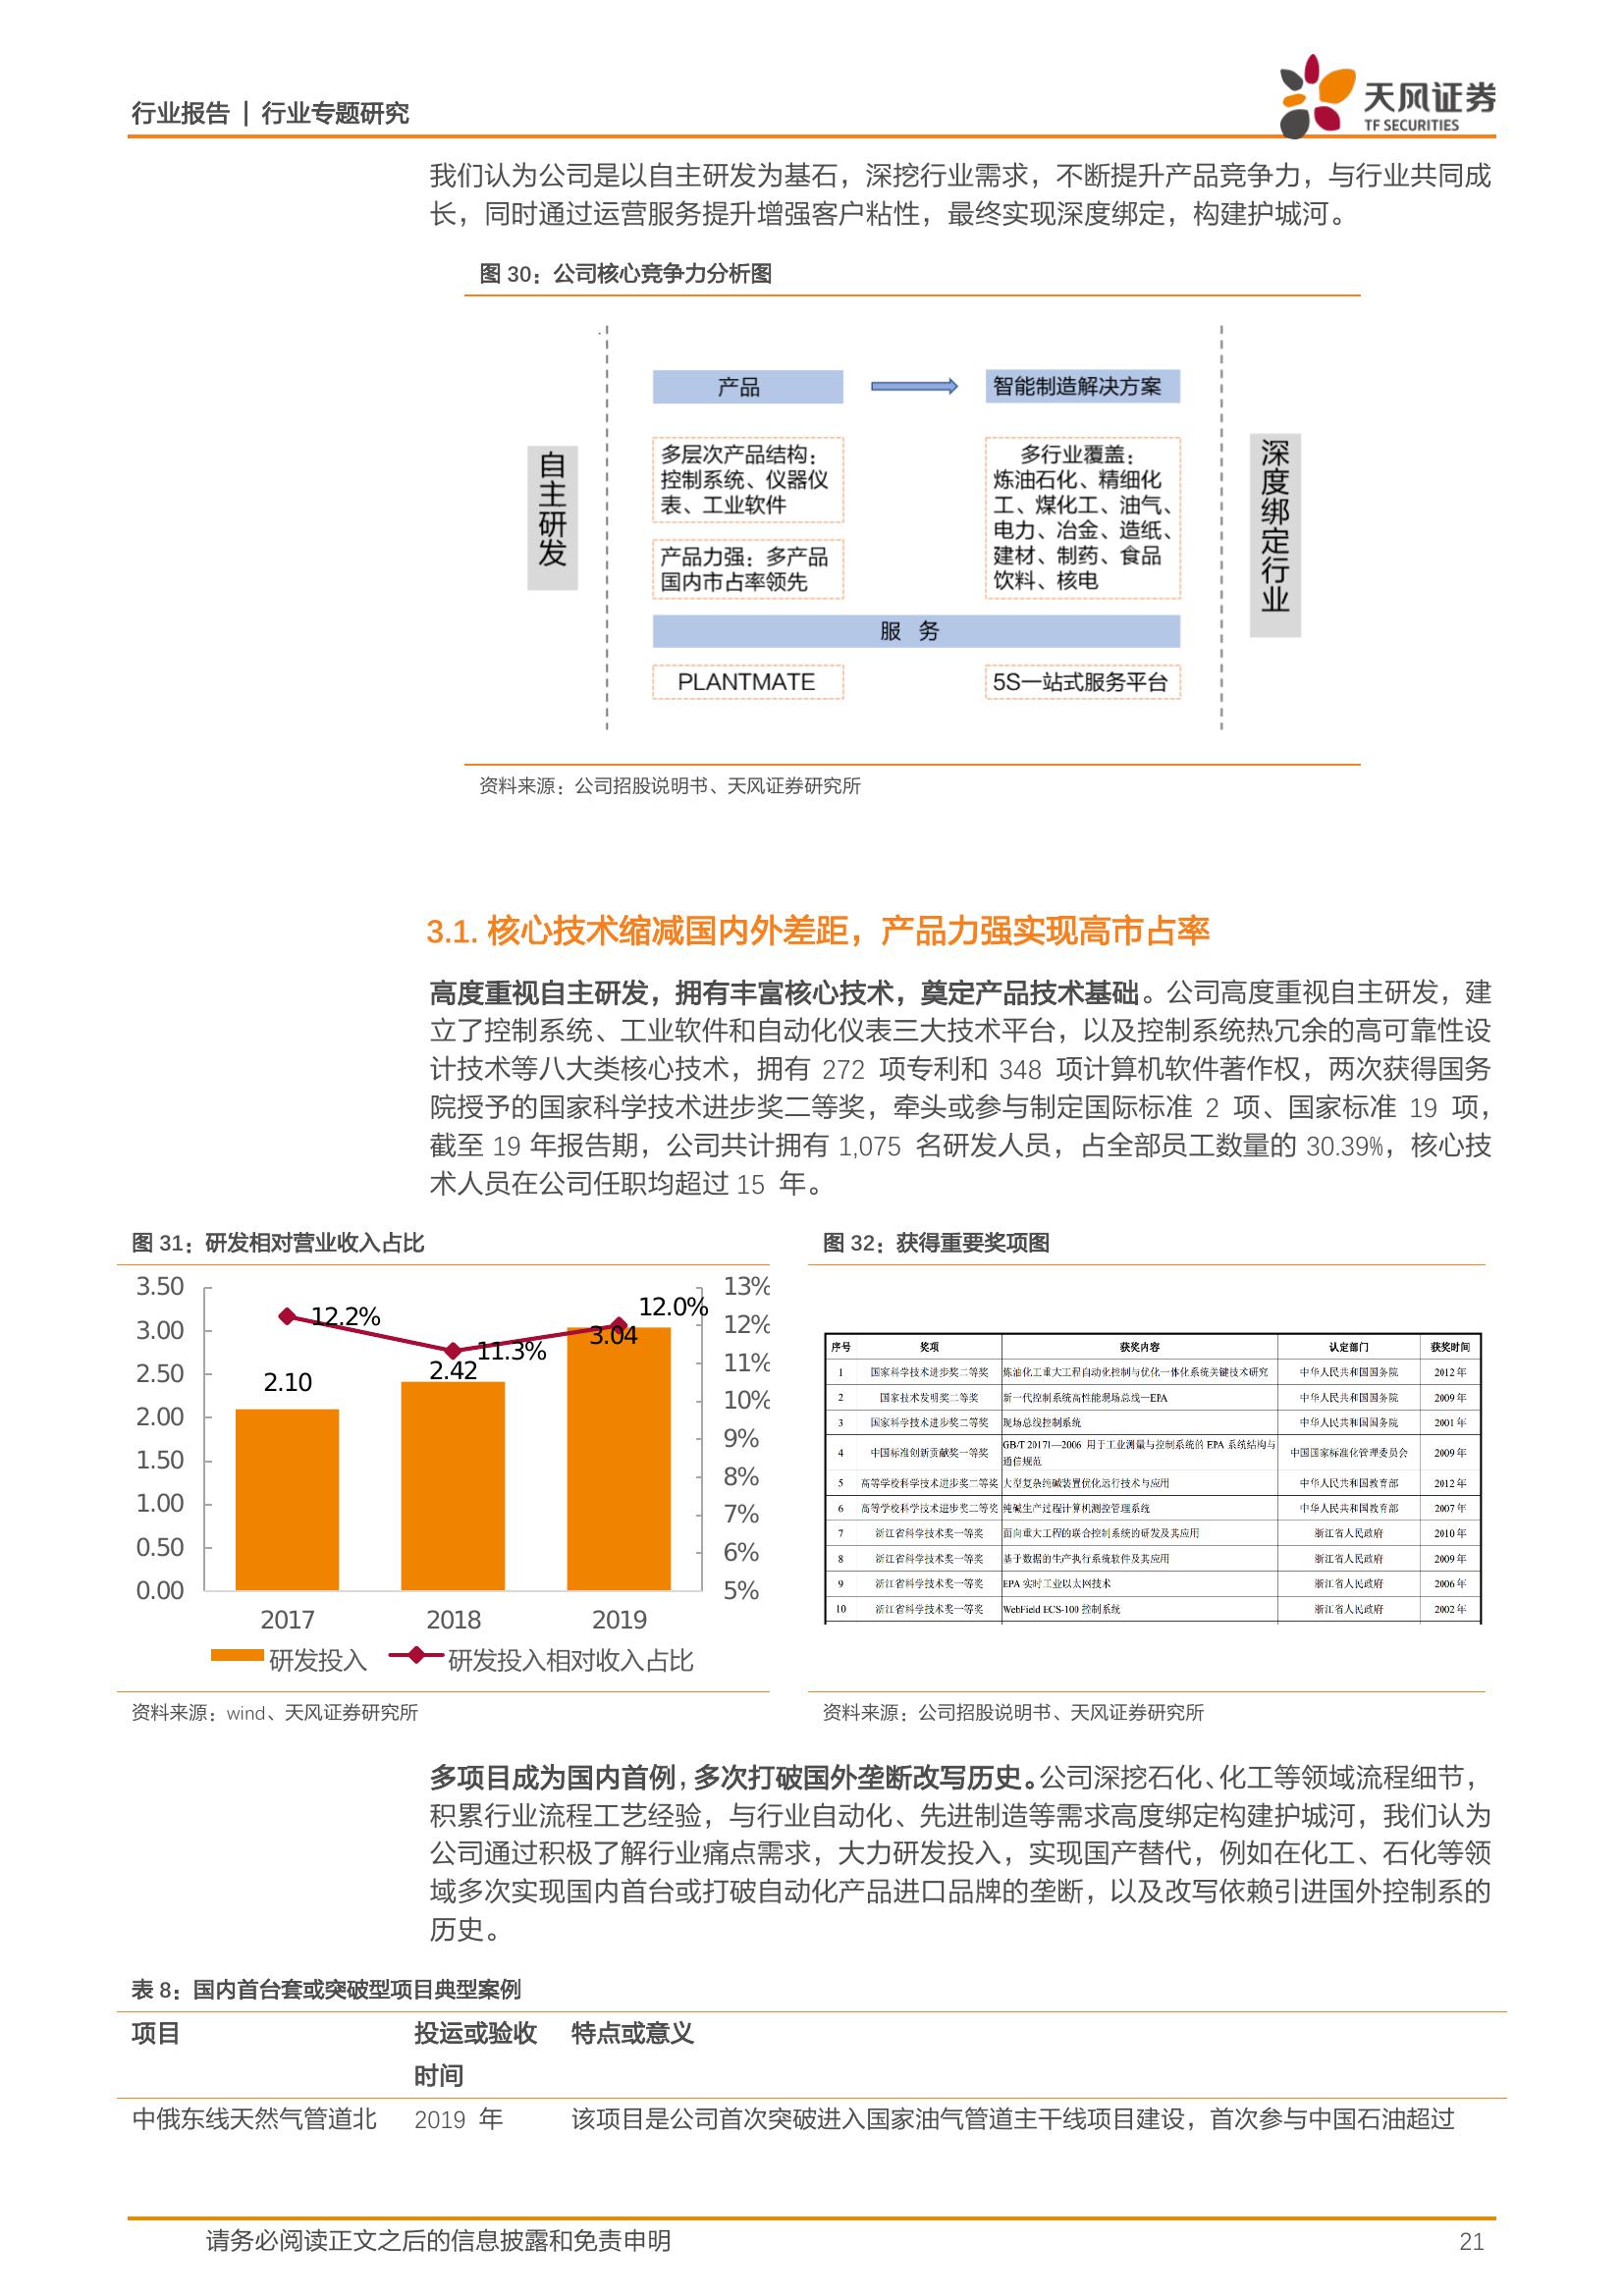 行业报告 | 行业专题研究
天风证券
TF SECURITIES
我们认为公司是以自主研发为基石，深挖行业需求，不断提升产品竞争力，与行业共同成
长，同时通过运营服务提升增强客户粘性，最终实现深度绑定，构建护城河。
图 30：公司核心竞争力分析图
自主研发
产品
智能制造解决方案
多层次产品结构：
控制系统、仪器仪
表、工业软件
产品力强：多产品
国内市占率领先
多行业覆盖：
炼油石化、精细化
工、煤化工、油气、
电力、冶金、造纸、
建材、制药、食品
饮料、核电
服 务
PLANTMATE
5S一站式服务平台
深度绑定行业
资料来源：公司招股说明书、天风证券研究所
3.1. 核心技术缩减国内外差距，产品力强实现高市占率
高度重视自主研发，拥有丰富核心技术，奠定产品技术基础。公司高度重视自主研发，建
立了控制系统、工业软件和自动化仪表三大技术平台，以及控制系统热冗余的高可靠性设
计技术等八大类核心技术，拥有 272 项专利和 348 项计算机软件著作权，两次获得国务
院授予的国家科学技术进步奖二等奖，牵头或参与制定国际标准 2 项、国家标准 19 项，
截至 19 年报告期，公司共计拥有 1,075 名研发人员，占全部员工数量的 30.39%，核心技
术人员在公司任职均超过 15 年。
图 31：研发相对营业收入占比
3.50
3.00
2.50
2.00
1.50
1.00
0.50
0.00
13%
12%
11%
10%
9%
8%
7%
6%
5%
12.2%
11.3%
12.0%
2.10
2.42
3.04
2017 2018 2019
研发投入 研发投入相对收入占比
资料来源：wind、天风证券研究所
图 32：获得重要奖项图
序号 奖项 获奖内容 认定部门 获奖时间
1 国家科学技术进步奖二等奖 炼油化工重大工程自动化控制与优化一体化系统关键技术研究 中华人民共和国国务院 2012 年
2 国家技术发明奖二等奖 新一代控制系统高性能现场总线—EPA 中华人民共和国国务院 2009 年
3 国家科学技术进步奖二等奖 现场总线控制系统 中华人民共和国国务院 2001 年
4 中国标准创新贡献奖一等奖 GB/T 20171—2006 用于工业测量与控制系统的 EPA 系统结构与
通信规范 中国国家标准化管理委员会 2009 年
5 高等学校科学技术进步奖二等奖 大型复杂纯碱装置优化运行技术与应用 中华人民共和国教育部 2012 年
6 高等学校科学技术进步奖二等奖 纯碱生产过程计算机测控管理系统 中华人民共和国教育部 2007 年
7 浙江省科学技术奖一等奖 面向重大工程的联合控制系统的研发及其应用 浙江省人民政府 2010 年
8 浙江省科学技术奖一等奖 基于数据的生产执行系统软件及其应用 浙江省人民政府 2009 年
9 浙江省科学技术奖一等奖 EPA 实时工业以太网技术 浙江省人民政府 2006 年
10 浙江省科学技术奖一等奖 WebField ECS-100 控制系统 浙江省人民政府 2002 年
资料来源：公司招股说明书、天风证券研究所
多项目成为国内首例，多次打破国外垄断改写历史。公司深挖石化、化工等领域流程细节，
积累行业流程工艺经验，与行业自动化、先进制造等需求高度绑定构建护城河，我们认为
公司通过积极了解行业痛点需求，大力研发投入，实现国产替代，例如在化工、石化等领
域多次实现国内首台或打破自动化产品进口品牌的垄断，以及改写依赖引进国外控制系的
历史。
表 8：国内首台套或突破型项目典型案例
项目 投运或验收 特点或意义
时间
中俄东线天然气管道北 2019 年 该项目是公司首次突破进入国家油气管道主干线项目建设，首次参与中国石油超过
请务必阅读正文之后的信息披露和免责申明 21